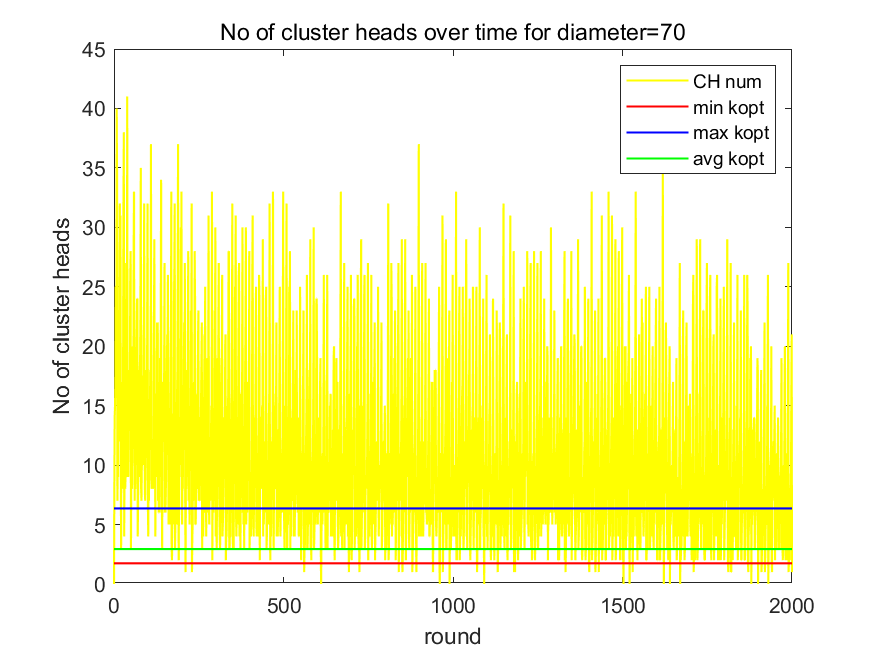 No of cluster heads over time for diameter=70
45
40
35
30
25
20
15
10
5
0
No of cluster heads
CH num
min kopt
max kopt
avg kopt
0
500
1000
1500
2000
round